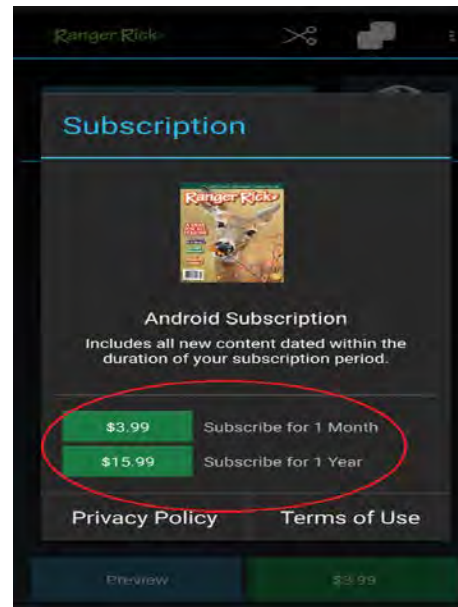 Ranger Rick
Subscription
Ranger Rick
Android Subscription
Includes all new content dated within the
duration of your subscription period.
$3.99 Subscribe for 1 Month
$15.99 Subscribe for 1 Year
Privacy Policy Terms of Use
Preview $3.99